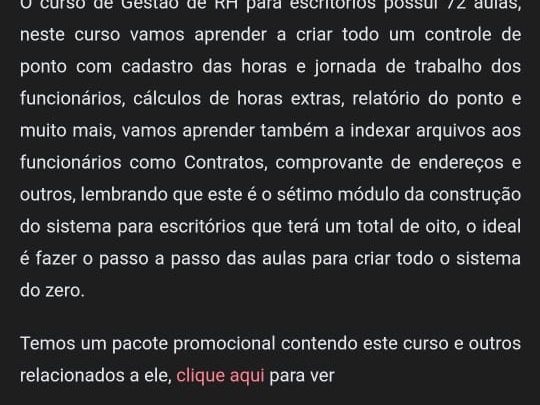 O curso de Gestão de RH para escritórios possui 72 aulas,
neste curso vamos aprender a criar todo um controle de
ponto com cadastro das horas e jornada de trabalho dos
funcionários, cálculos de horas extras, relatório do ponto e
muito mais, vamos aprender também a indexar arquivos aos
funcionários como Contratos, comprovante de endereços e
outros, lembrando que este é o sétimo módulo da construção
do sistema para escritórios que terá um total de oito, o ideal
é fazer o passo a passo das aulas para criar todo o sistema
do zero.
Temos um pacote promocional contendo este curso e outros
relacionados a ele, clique aqui para ver